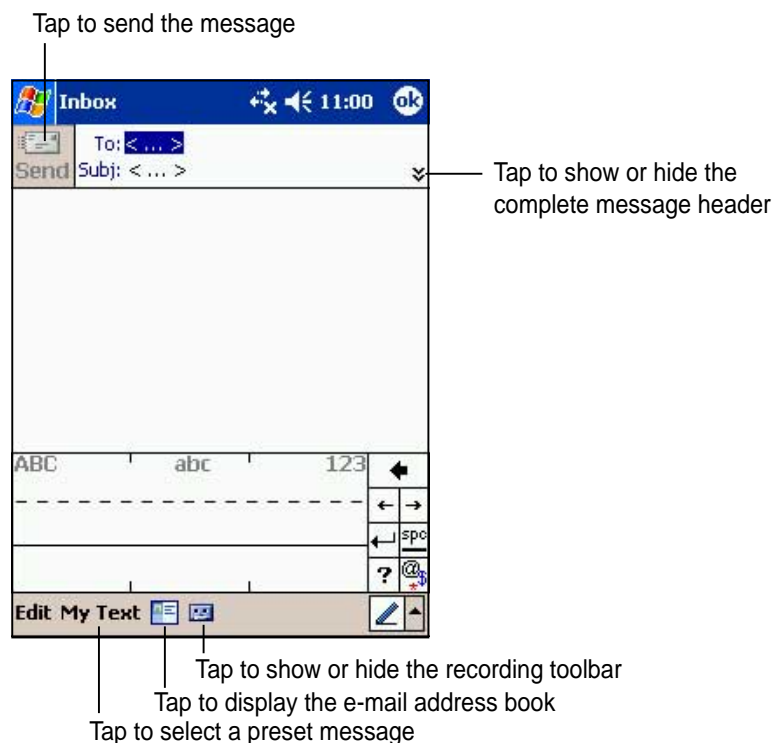 Tap to send the message
Inbox 11:00 ok
To: < ... >
Send Subj: < ... >
Tap to show or hide the
complete message header
ABC abc 123
spc
? @$*
Edit My Text
Tap to show or hide the recording toolbar
Tap to display the e-mail address book
Tap to select a preset message